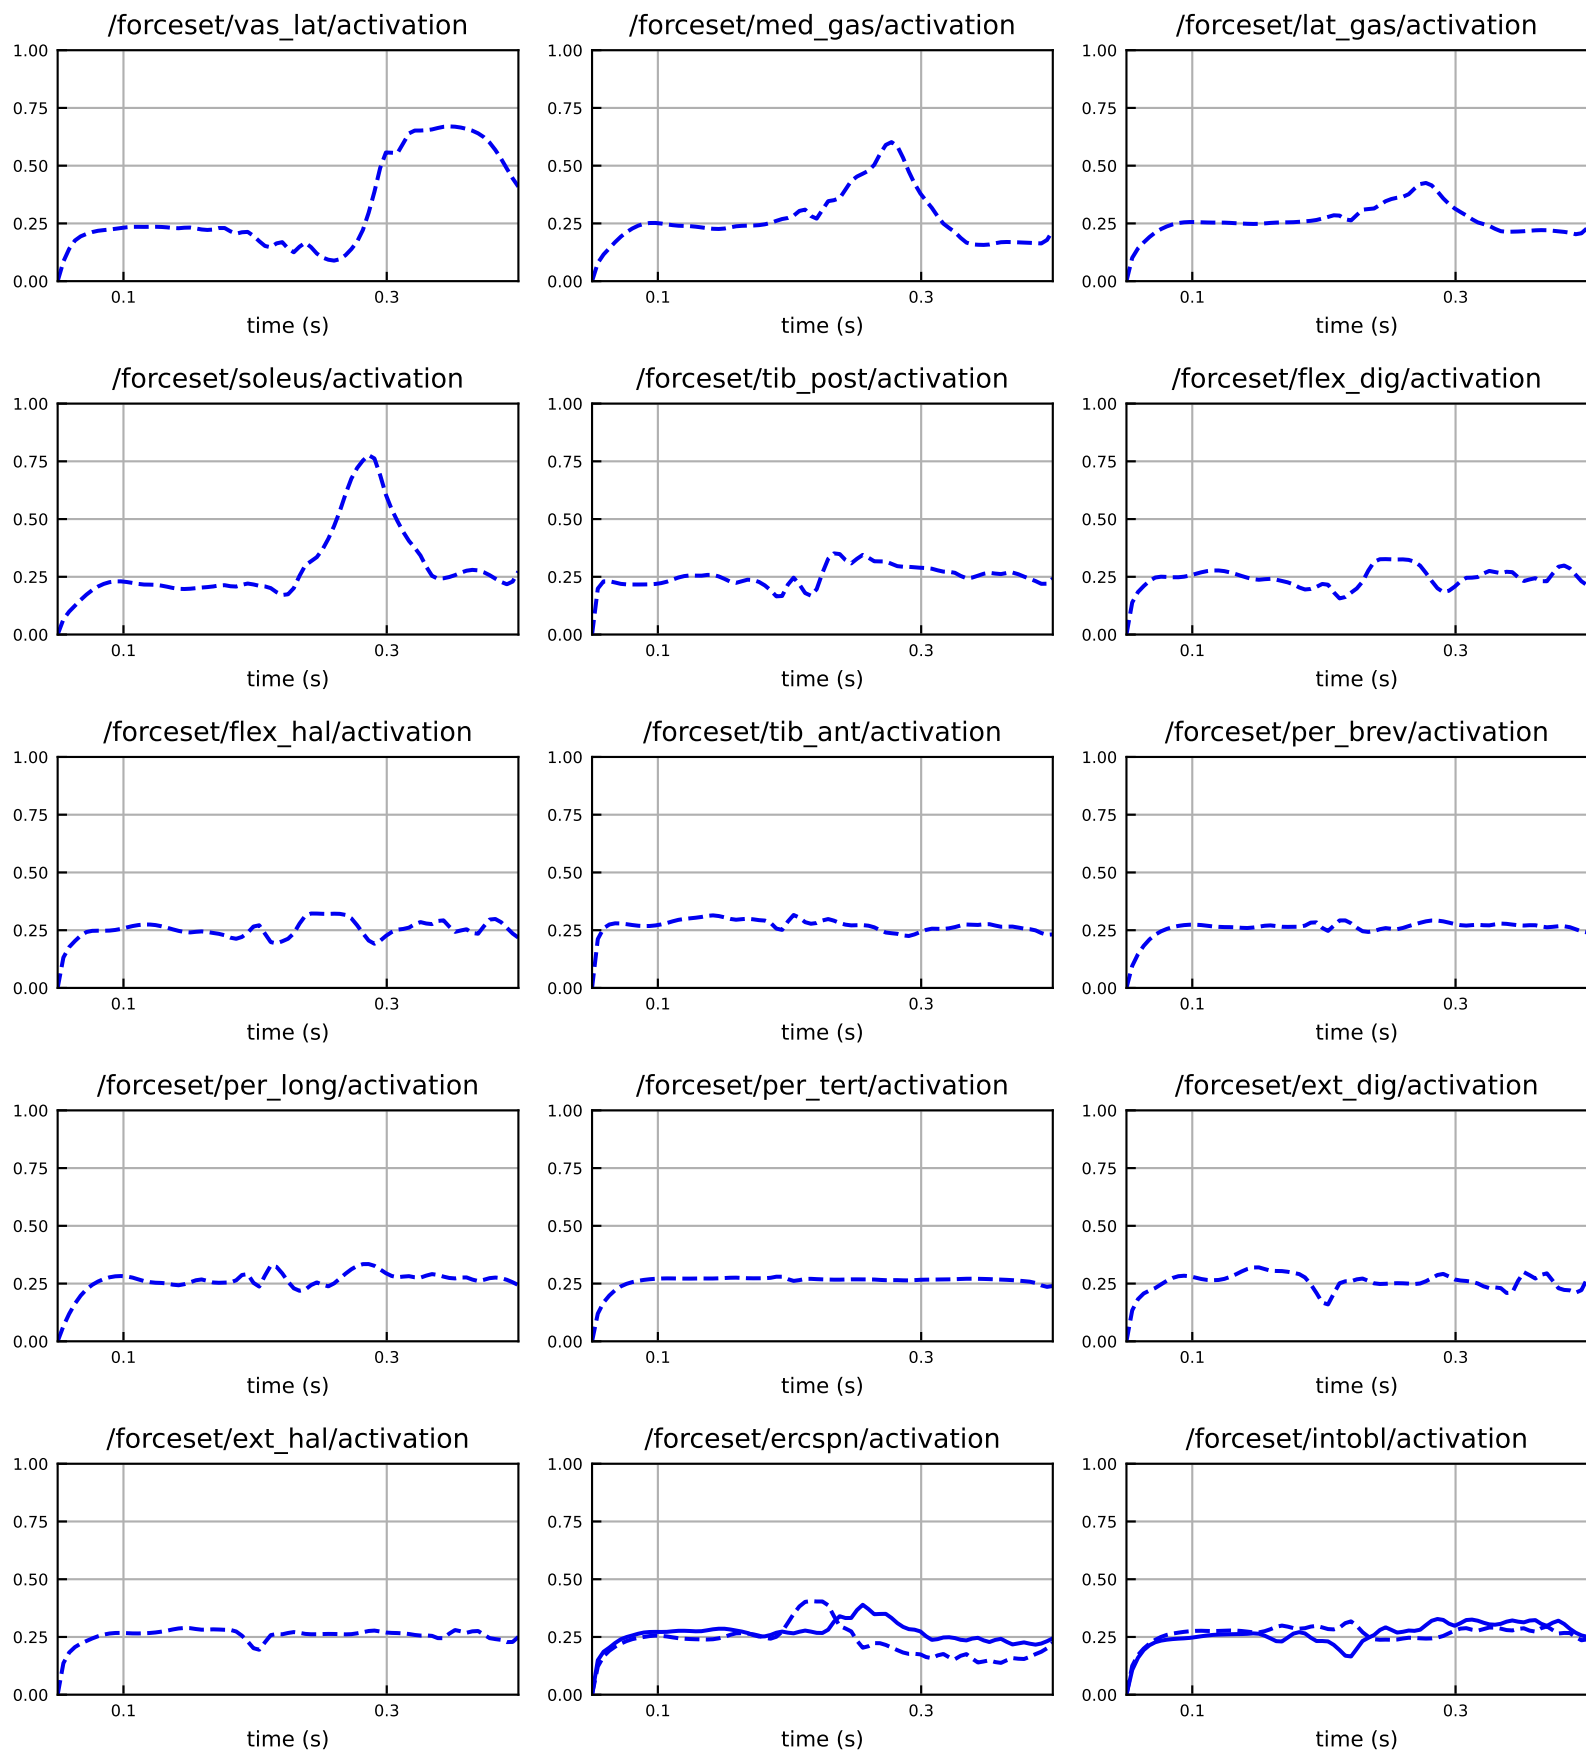 /forceset/vas_lat/activation /forceset/med_gas/activation /forceset/lat_gas/activation
1.00 1.00 1.00
0.75 0.75 0.75
0.50 0.50 0.50
0.25 0.25 0.25
0.00 0.00 0.00
0.1 0.3 0.1 0.3 0.1 0.3
time (s) time (s) time (s)
/forceset/soleus/activation /forceset/tib_post/activation /forceset/flex_dig/activation
1.00 1.00 1.00
0.75 0.75 0.75
0.50 0.50 0.50
0.25 0.25 0.25
0.00 0.00 0.00
0.1 0.3 0.1 0.3 0.1 0.3
time (s) time (s) time (s)
/forceset/flex_hal/activation /forceset/tib_ant/activation /forceset/per_brev/activation
1.00 1.00 1.00
0.75 0.75 0.75
0.50 0.50 0.50
0.25 0.25 0.25
0.00 0.00 0.00
0.1 0.3 0.1 0.3 0.1 0.3
time (s) time (s) time (s)
/forceset/per_long/activation /forceset/per_tert/activation /forceset/ext_dig/activation
1.00 1.00 1.00
0.75 0.75 0.75
0.50 0.50 0.50
0.25 0.25 0.25
0.00 0.00 0.00
0.1 0.3 0.1 0.3 0.1 0.3
time (s) time (s) time (s)
/forceset/ext_hal/activation /forceset/ercspn/activation /forceset/intobl/activation
1.00 1.00 1.00
0.75 0.75 0.75
0.50 0.50 0.50
0.25 0.25 0.25
0.00 0.00 0.00
0.1 0.3 0.1 0.3 0.1 0.3
time (s) time (s) time (s)